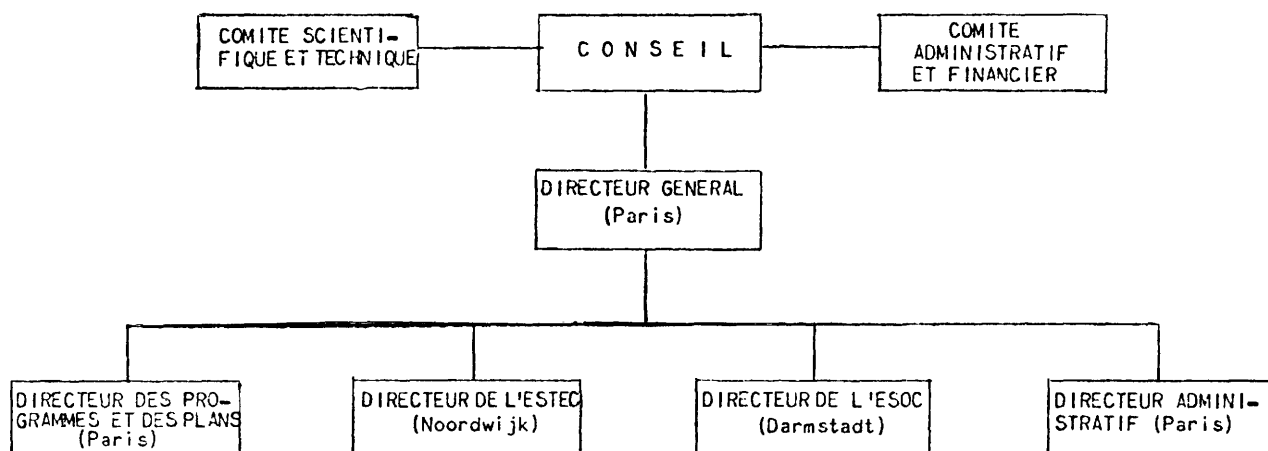 COMITE SCIENTI-
FIQUE ET TECHNIQUE
CONSEIL
COMITE
ADMINISTRATIF
ET FINANCIER
DIRECTEUR GENERAL
(Paris)
DIRECTEUR DES PRO-
GRAMMES ET DES PLANS
(Paris)
DIRECTEUR DE L'ESTEC
(Noordwijk)
DIRECTEUR DE L'ESOC
(Darmstadt)
DIRECTEUR ADMINI-
STRATIF (Paris)